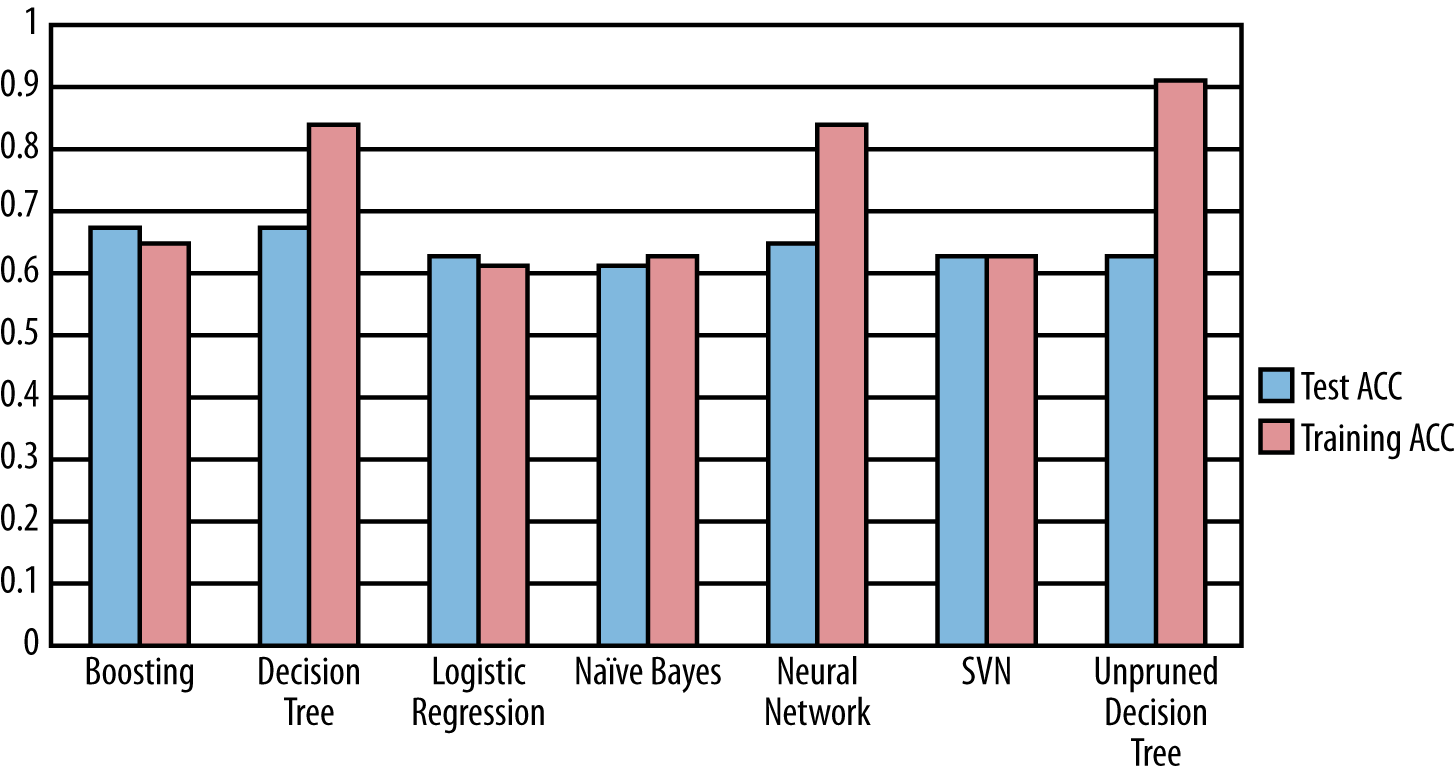 1
0.9
0.8
0.7
0.6
0.5
0.4
0.3
0.2
0.1
0
Boosting
Decision
Tree
Logistic
Regression
Naïve Bayes
Neural
Network
SVN
Unpruned
Decision
Tree
Test ACC
Training ACC